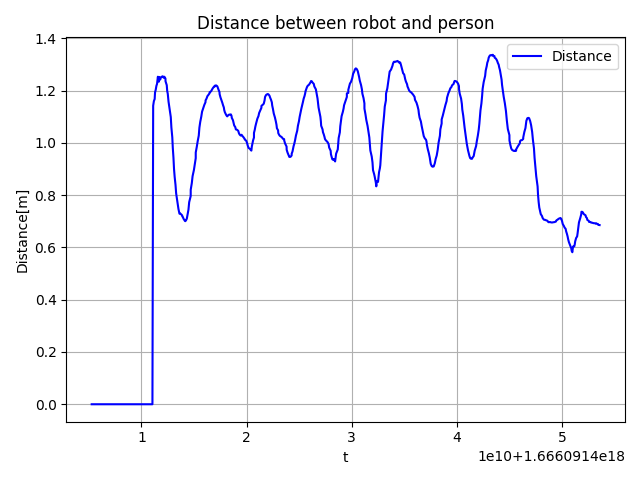 Distance between robot and person
Distance
Distance[m]
1.4
1.2
1.0
0.8
0.6
0.4
0.2
0.0
1 2 3 4 5
t
1e10+1.6660914e18